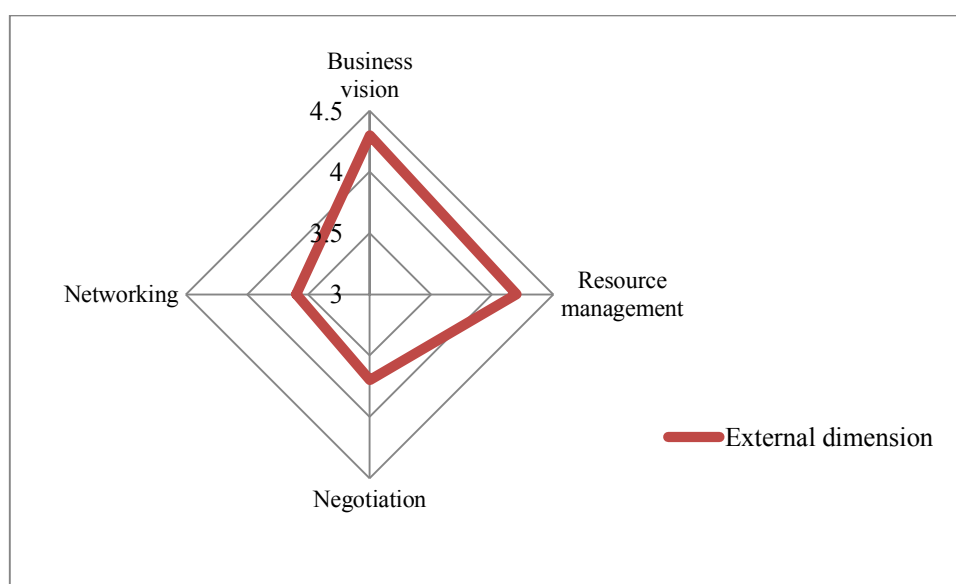 Business
vision
4.5
4
3.5
Networking
3
Resource
management
External dimension
Negotiation